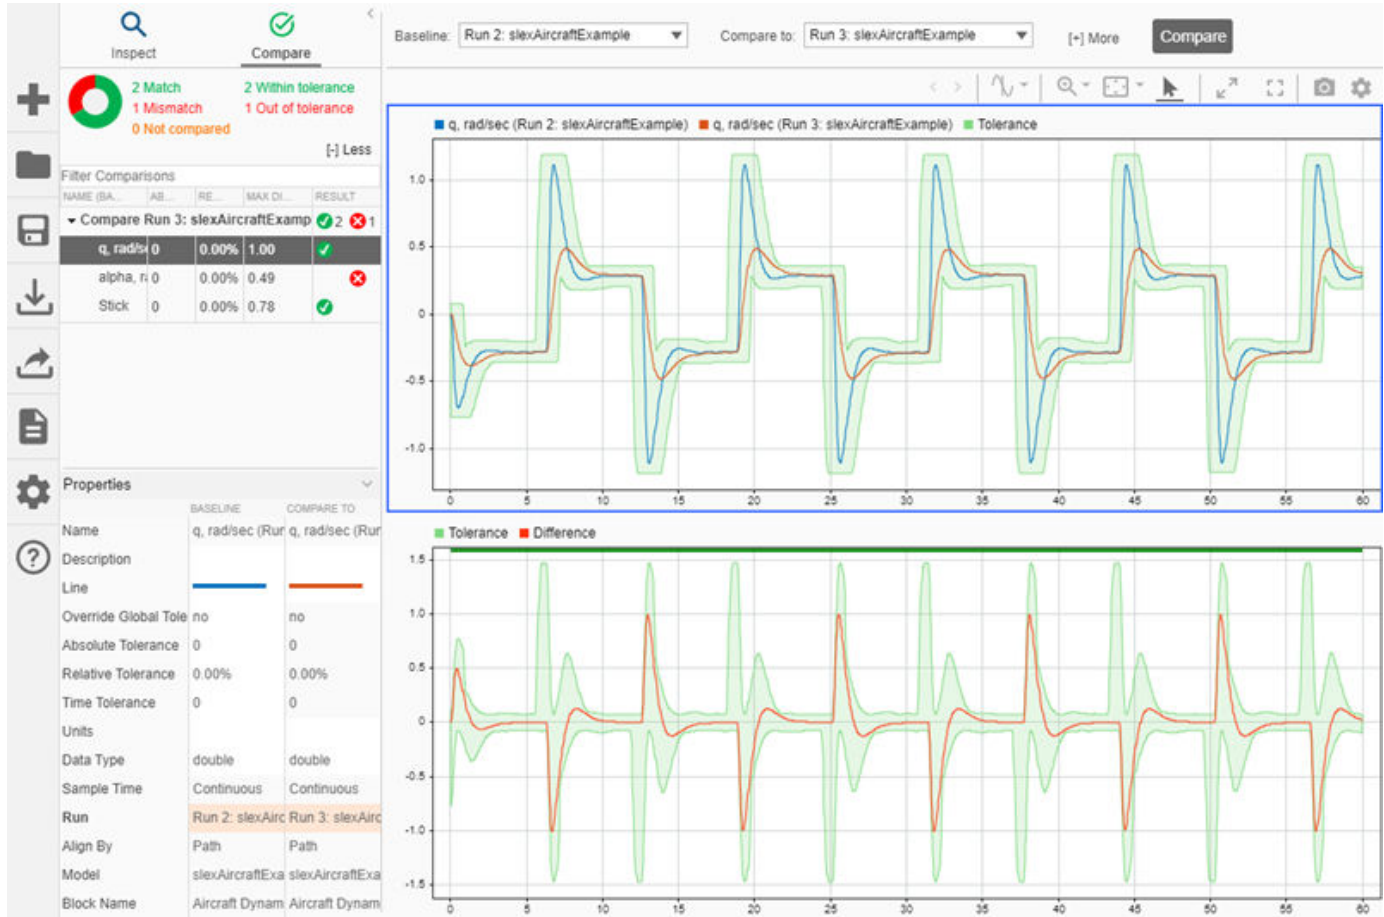 Inspect
Compare
Baseline: Run 2: slexAircraftExample
Compare to: Run 3: slexAircraftExample
[+] More
Compare
2 Match
2 Within tolerance
1 Mismatch
1 Out of tolerance
0 Not compared
[-] Less
Filter Comparisons
NAME (BA... AB... RE... MAX DI... RESULT
Compare Run 3: slexAircraftExamp 2 1
q, rad/s 0 0.00% 1.00
alpha, r 0 0.00% 0.49
Stick 0 0.00% 0.78
Properties
BASELINE COMPARE TO
Name q, rad/sec (Run q, rad/sec (Run
Description
Line
Override Global Tole no no
Absolute Tolerance 0 0
Relative Tolerance 0.00% 0.00%
Time Tolerance 0 0
Units
Data Type double double
Sample Time Continuous Continuous
Run Run 2: slexAirc Run 3: slexAirc
Align By Path Path
Model slexAircraftExa slexAircraftExa
Block Name Aircraft Dynam Aircraft Dynam
q, rad/sec (Run 2: slexAircraftExample) q, rad/sec (Run 3: slexAircraftExample) Tolerance
1.0
0.5
0
-0.5
-1.0
0 5 10 15 20 25 30 35 40 45 50 55 60
Tolerance Difference
1.5
1.0
0.5
0
-0.5
-1.0
-1.5
0 5 10 15 20 25 30 35 40 45 50 55 60